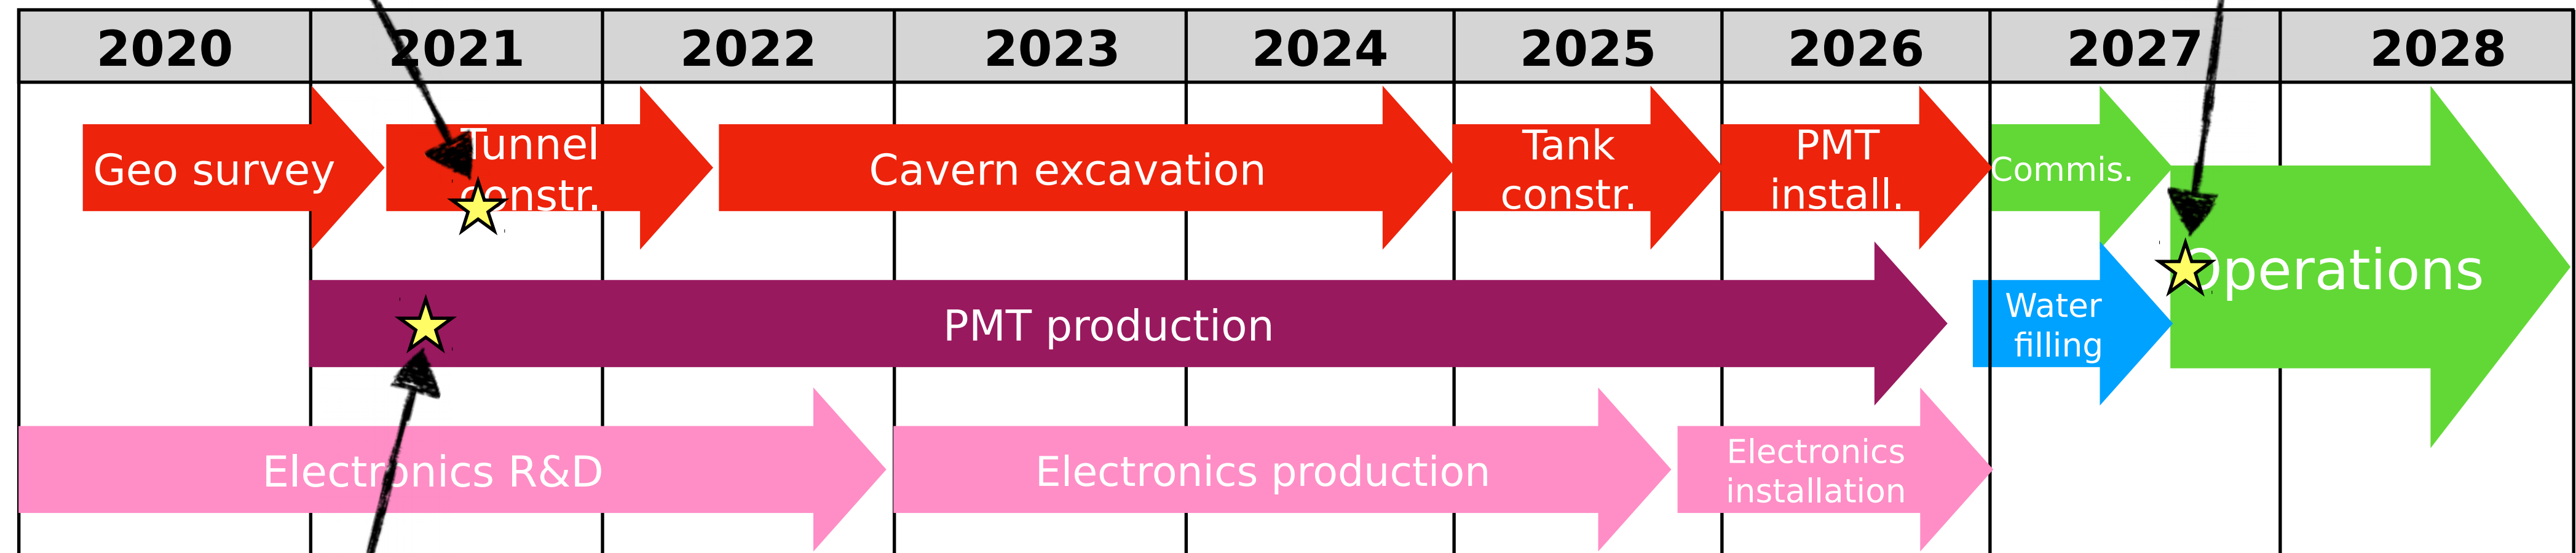 2020 2021 2022 2023 2024 2025 2026 2027 2028
Geo survey
Tunnel
constr.
Cavern excavation
Tank
constr.
PMT
install.
Commis.
Operations
PMT production
Water
filling
Electronics R&D
Electronics production
Electronics
installation